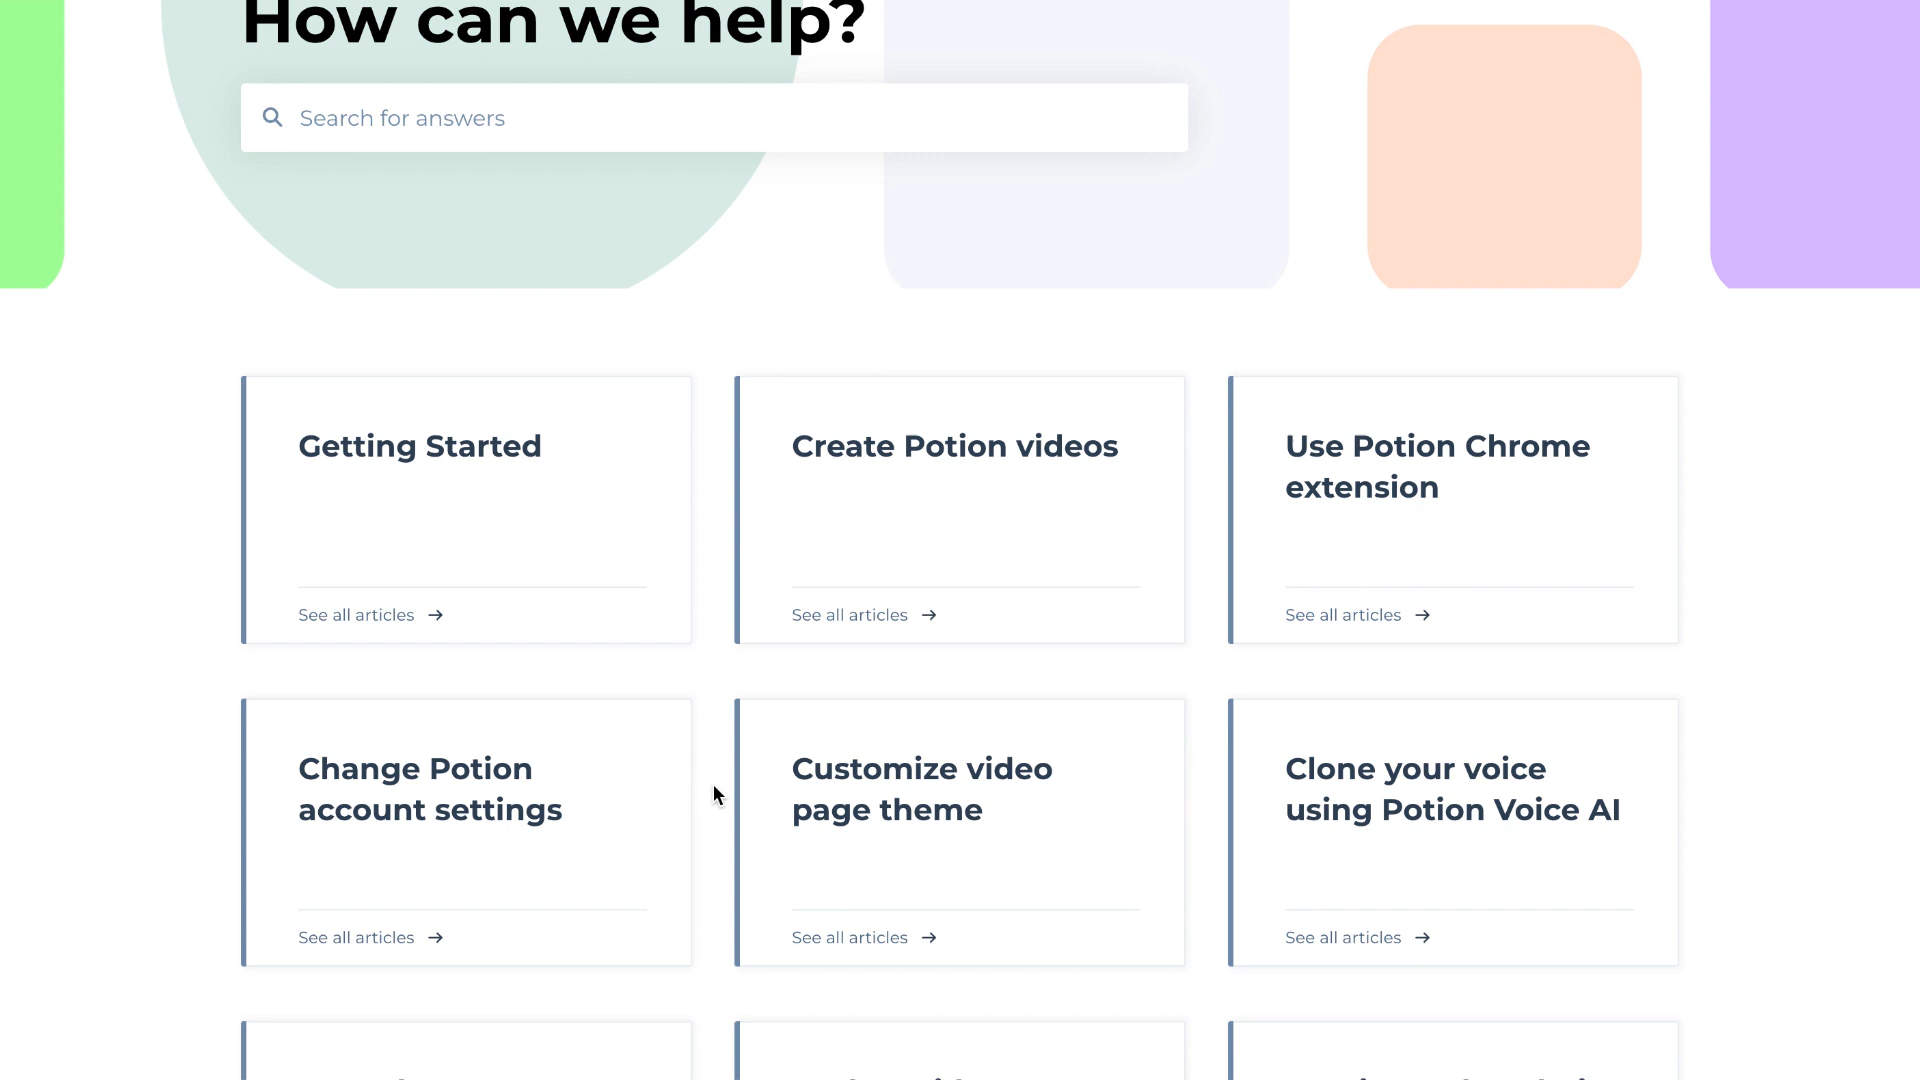 How can we help?
Search for answers
Getting Started
Create Potion videos
Use Potion Chrome
extension
See all articles →
See all articles →
See all articles →
Change Potion
account settings
Customize video
page theme
Clone your voice
using Potion Voice AI
See all articles →
See all articles →
See all articles →